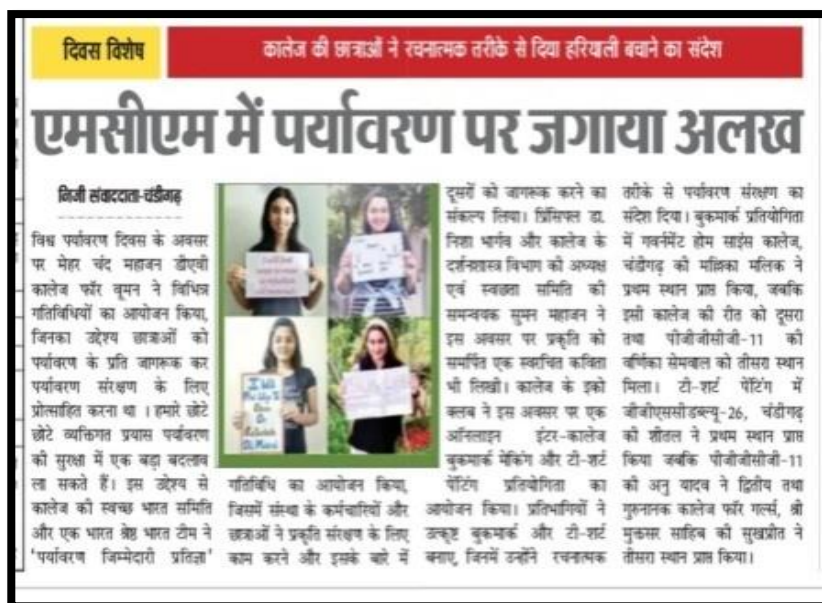 दिवस विशेष
कालेज की छात्राओं ने रचनात्मक तरीके से दिया हरियाली बचाने का संदेश
एमसीएम में पर्यावरण पर जगाया अलख
निजी संवाददाता-चंडीगढ़
विश्व पर्यावरण दिवस के अवसर
पर मेहर चंद महाजन डीएवी
कालेज फॉर वूमन ने विभिन्न
गतिविधियों का आयोजन किया,
जिनका उद्देश्य छात्राओं को
पर्यावरण के प्रति जागरूक कर
पर्यावरण संरक्षण के लिए
प्रोत्साहित करना था । हमारे छोटे
छोटे व्यक्तिगत प्रयास पर्यावरण
की सुरक्षा में एक बड़ा बदलाव
ला सकते हैं। इस उद्देश्य से
कालेज की स्वच्छ भारत समिति
और एक भारत श्रेष्ठ भारत टीम ने
'पर्यावरण जिम्मेदारी प्रतिज्ञा'
गतिविधि का आयोजन किया,
जिसमें संस्था के कर्मचारियों और
छात्राओं ने प्रकृति संरक्षण के लिए
काम करने और इसके बारे में
दूसरों को जागरूक करने का
संकल्प लिया। प्रिंसिपल डा.
निशा भार्गव और कालेज के
दर्शनशास्त्र विभाग की अध्यक्ष
एवं स्वच्छता समिति की
समन्वयक सुमन महाजन ने
इस अवसर पर प्रकृति को
समर्पित एक स्वरचित कविता
भी लिखी। कालेज के इको
क्लब ने इस अवसर पर एक
ऑनलाइन इंटर-कालेज
बुकमार्क मेकिंग और टी-शर्ट
पेंटिंग प्रतियोगिता का
आयोजन किया। प्रतिभागियों ने
उत्कृष्ट बुकमार्क और टी-शर्ट
बनाए, जिनमें उन्होंने रचनात्मक
तरीके से पर्यावरण संरक्षण का
संदेश दिया। बुकमार्क प्रतियोगिता
में गवर्नमेंट होम साइंस कालेज,
चंडीगढ़ की मल्लिका मलिक ने
प्रथम स्थान प्राप्त किया, जबकि
इसी कालेज की रीत को दूसरा
तथा पीजीजीसीजी-11 की
वर्णिका सेमवाल को तीसरा स्थान
मिला। टी-शर्ट पेंटिंग में
जीजीएससीडब्ल्यू-26, चंडीगढ़
की शीतल ने प्रथम स्थान प्राप्त
किया जबकि पीजीजीसीजी-11
की अनु यादव ने द्वितीय तथा
गुरुनानक कालेज फॉर गर्ल्स, श्री
मुक्तसर साहिब की सुखप्रीत ने
तीसरा स्थान प्राप्त किया।